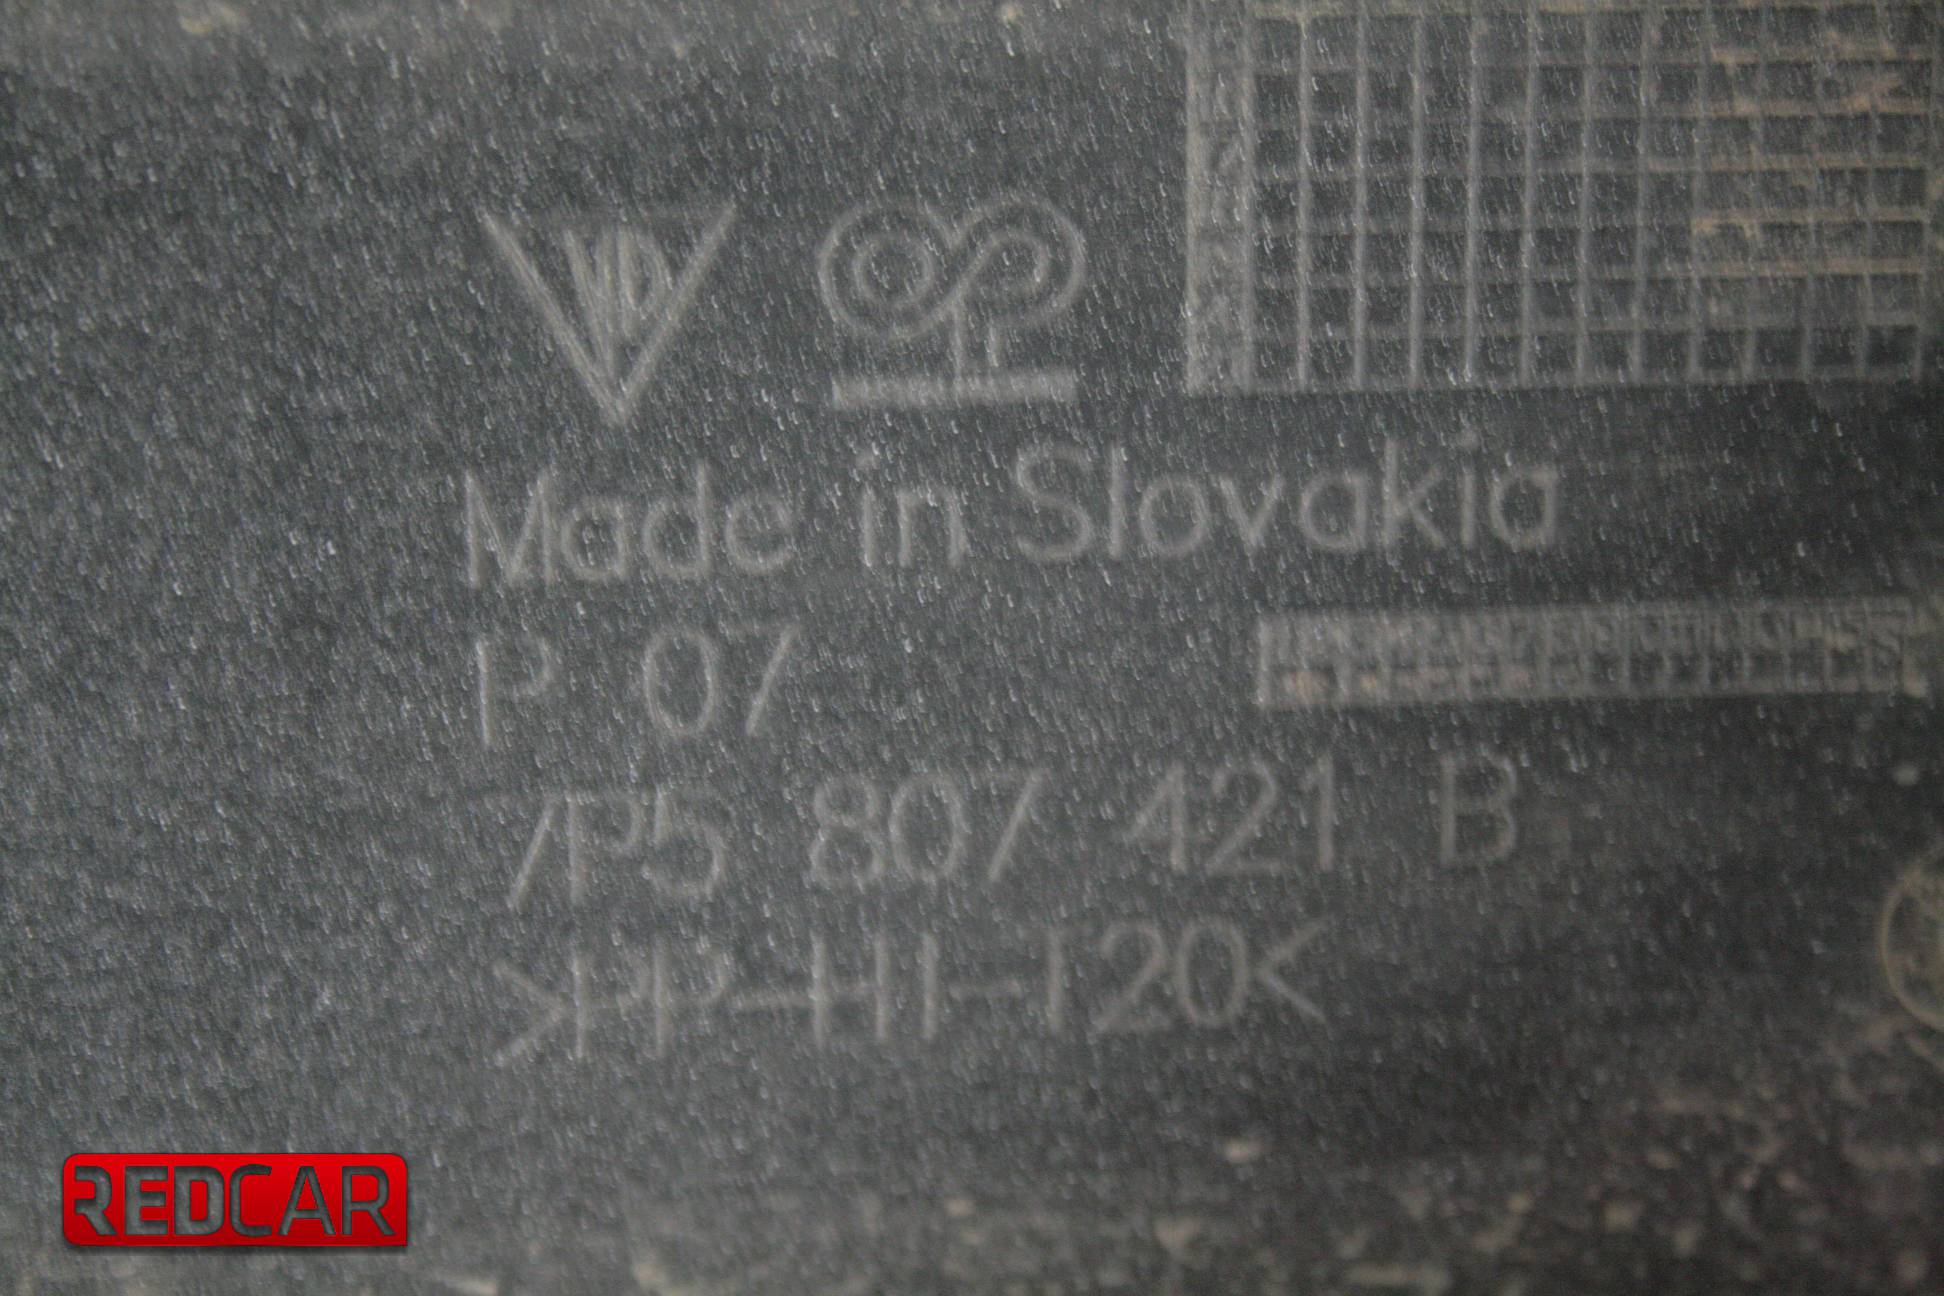 Made in Slovakia
P 07
7P5 807 421 B
>PP-HI-T20<
REDCAR